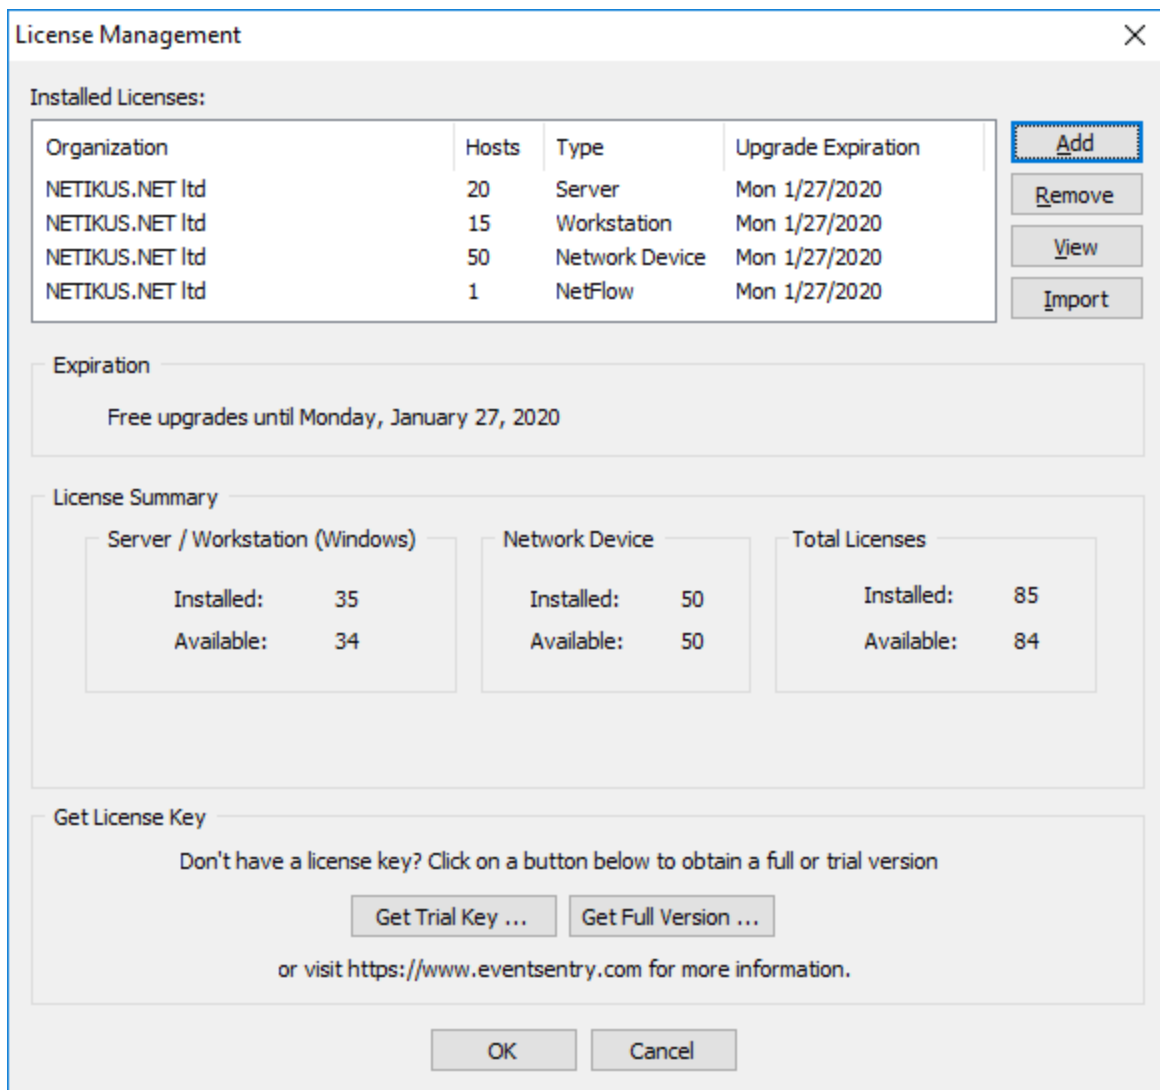 License Management
Installed Licenses:
Organization Hosts Type Upgrade Expiration
NETIKUS.NET ltd 20 Server Mon 1/27/2020
NETIKUS.NET ltd 15 Workstation Mon 1/27/2020
NETIKUS.NET ltd 50 Network Device Mon 1/27/2020
NETIKUS.NET ltd 1 NetFlow Mon 1/27/2020
Add
Remove
View
Import
Expiration
Free upgrades until Monday, January 27, 2020
License Summary
Server / Workstation (Windows)
Installed: 35
Available: 34
Network Device
Installed: 50
Available: 50
Total Licenses
Installed: 85
Available: 84
Get License Key
Don't have a license key? Click on a button below to obtain a full or trial version
Get Trial Key ... Get Full Version ...
or visit https://www.eventsentry.com for more information.
OK Cancel